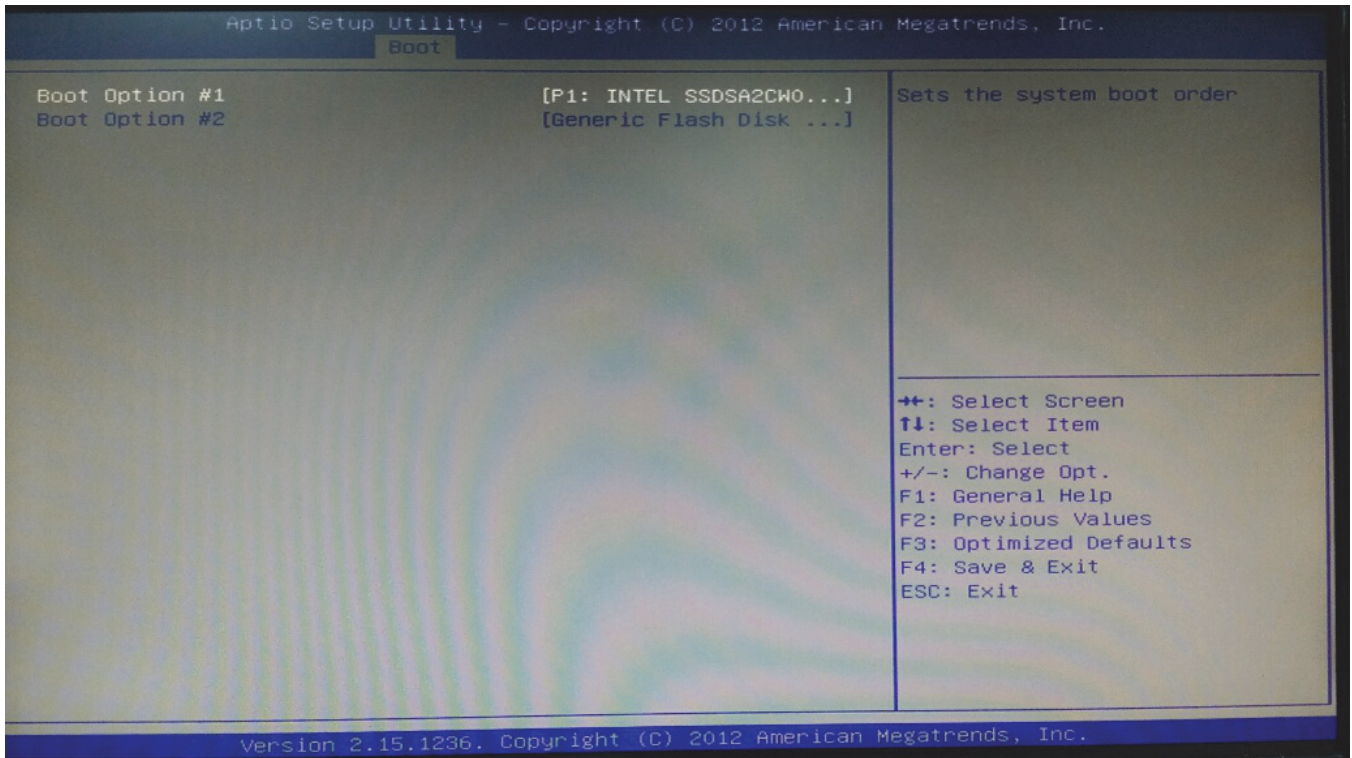 Aptio Setup Utility - Copyright (C) 2012 American Megatrends, Inc.
Boot
Boot Option #1 [P1: INTEL SSDSA2CW0...]
Boot Option #2 [Generic Flash Disk ...]
Sets the system boot order
→←: Select Screen
↑↓: Select Item
Enter: Select
+/-: Change Opt.
F1: General Help
F2: Previous Values
F3: Optimized Defaults
F4: Save & Exit
ESC: Exit
Version 2.15.1236. Copyright (C) 2012 American Megatrends, Inc.